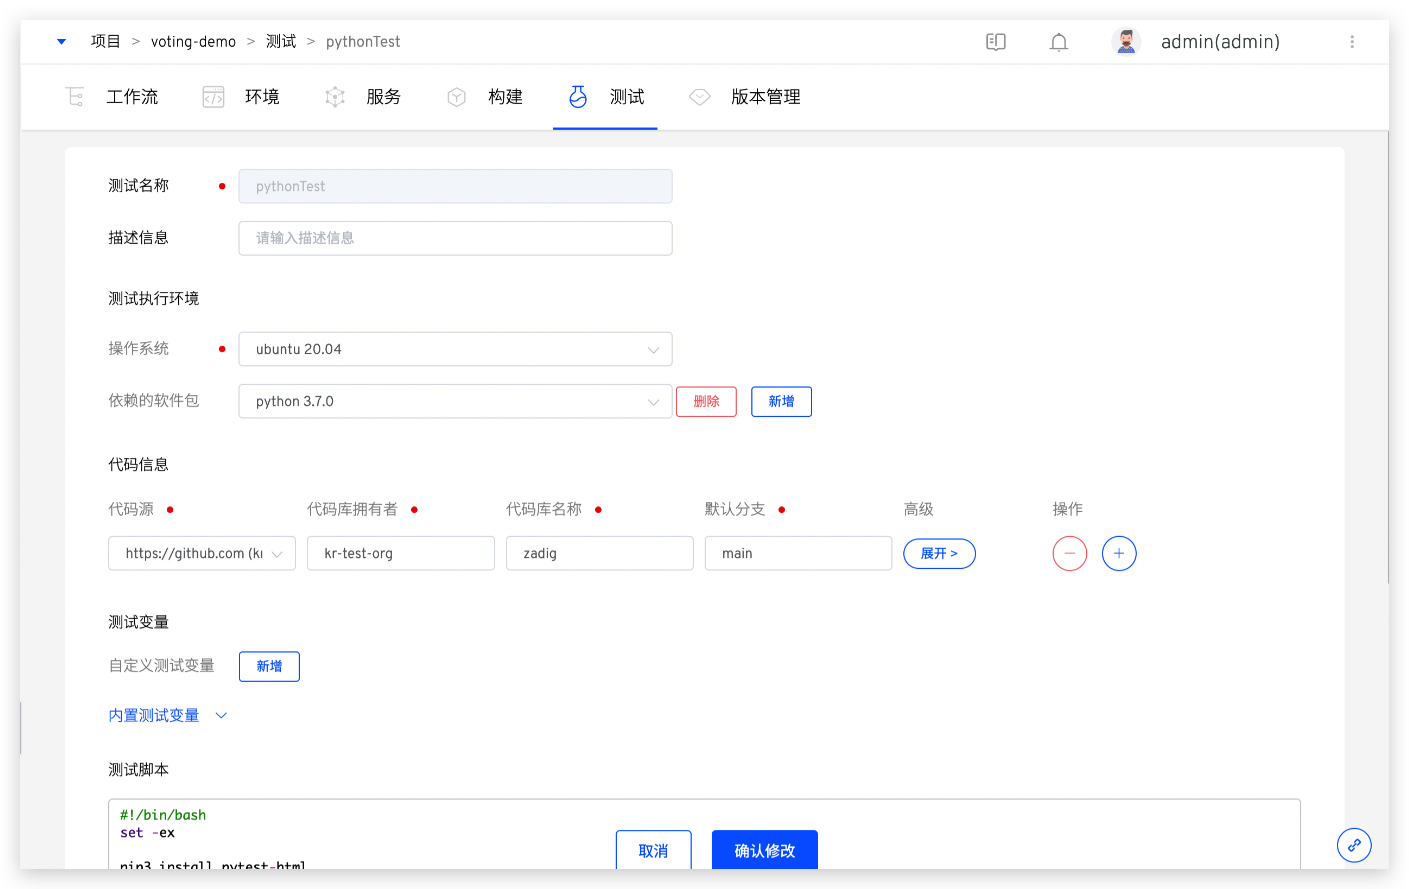 项目 > voting-demo > 测试 > pythonTest
admin(admin)
工作流 环境 服务 构建 测试 版本管理
测试名称 pythonTest
描述信息 请输入描述信息
测试执行环境
操作系统 ubuntu 20.04
依赖的软件包 python 3.7.0 删除 新增
代码信息
代码源 代码库拥有者 代码库名称 默认分支 高级 操作
https://github.com (kr kr-test-org zadig main 展开 >
测试变量
自定义测试变量 新增
内置测试变量
测试脚本
#!/bin/bash
set -ex
取消 确认修改
pip3 install pytest-html